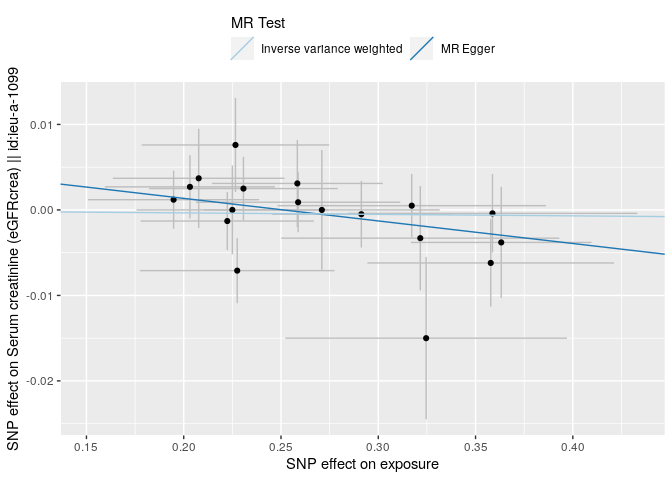 MR Test
Inverse variance weighted
MR Egger
SNP effect on Serum creatinine (eGFRcrea) || id:ieu-a-1099
0.01
0.00
-0.01
-0.02
0.15 0.20 0.25 0.30 0.35 0.40
SNP effect on exposure